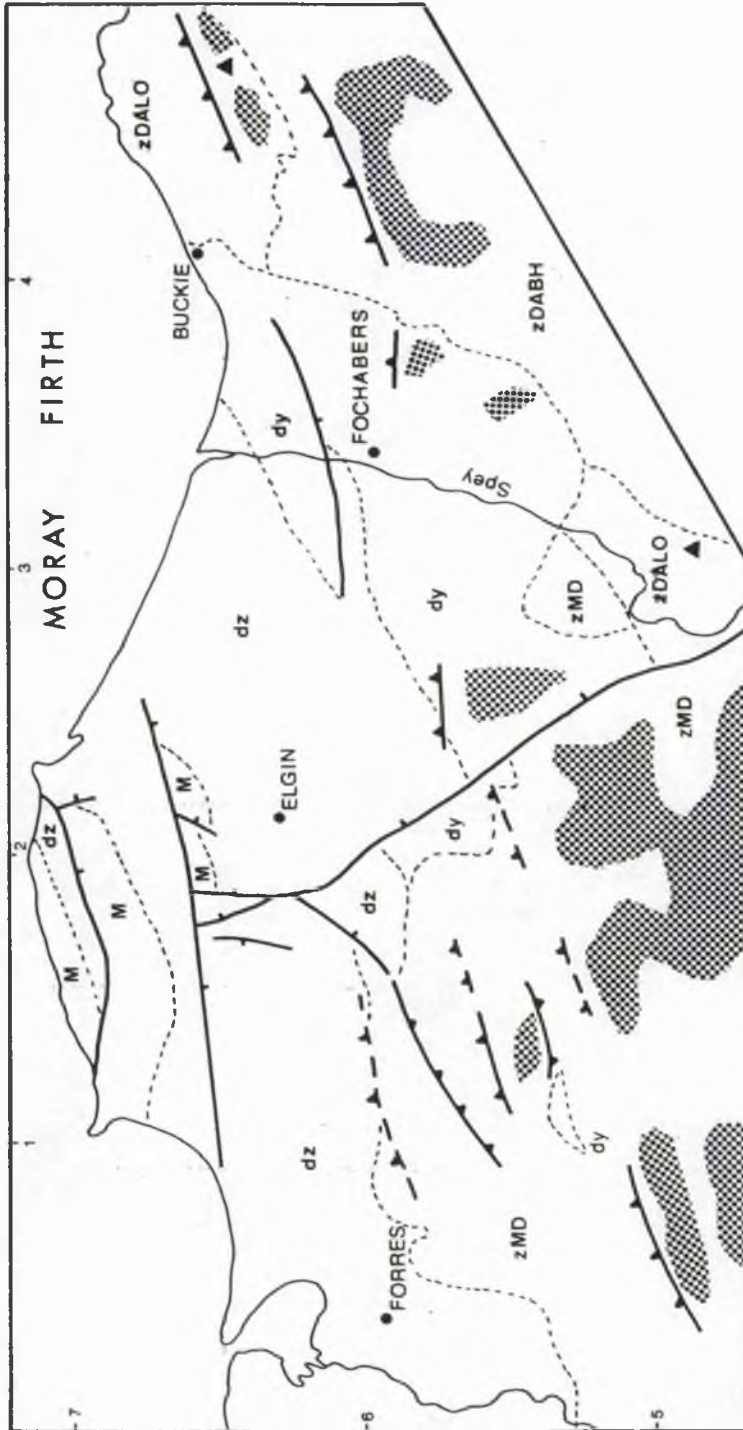 MORAY FIRTH
1
2
3
4
7
6
5
M
dz
M
M
M
dz
ELGIN
dz
dz
dy
BUCKIE
zDALO
dy
FOCHABERS
Spey
dy
zMD
zDALO
zDABH
zMD
FORRES
zMD
dy